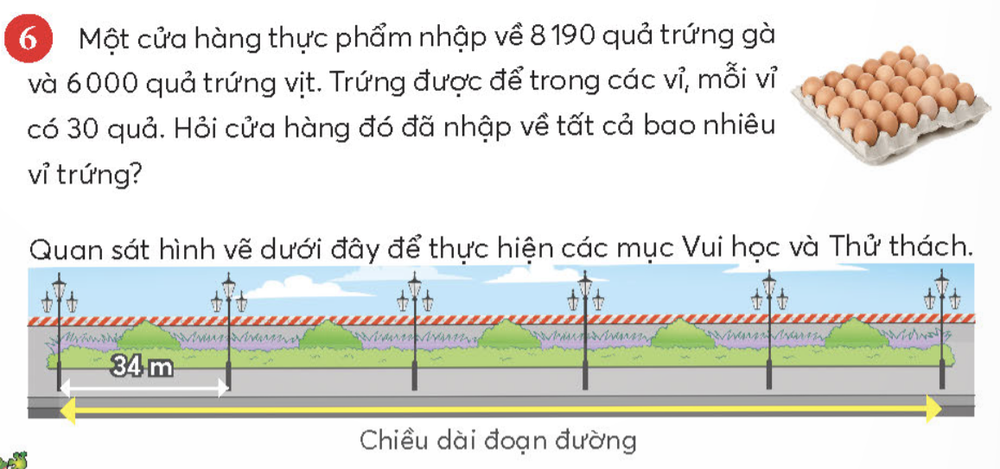 6 Một cửa hàng thực phẩm nhập về 8 190 quả trứng gà
và 6 000 quả trứng vịt. Trứng được để trong các vỉ, mỗi vỉ
có 30 quả. Hỏi cửa hàng đó đã nhập về tất cả bao nhiêu
vỉ trứng?
Quan sát hình vẽ dưới đây để thực hiện các mục Vui học và Thử thách.
34 m
Chiều dài đoạn đường